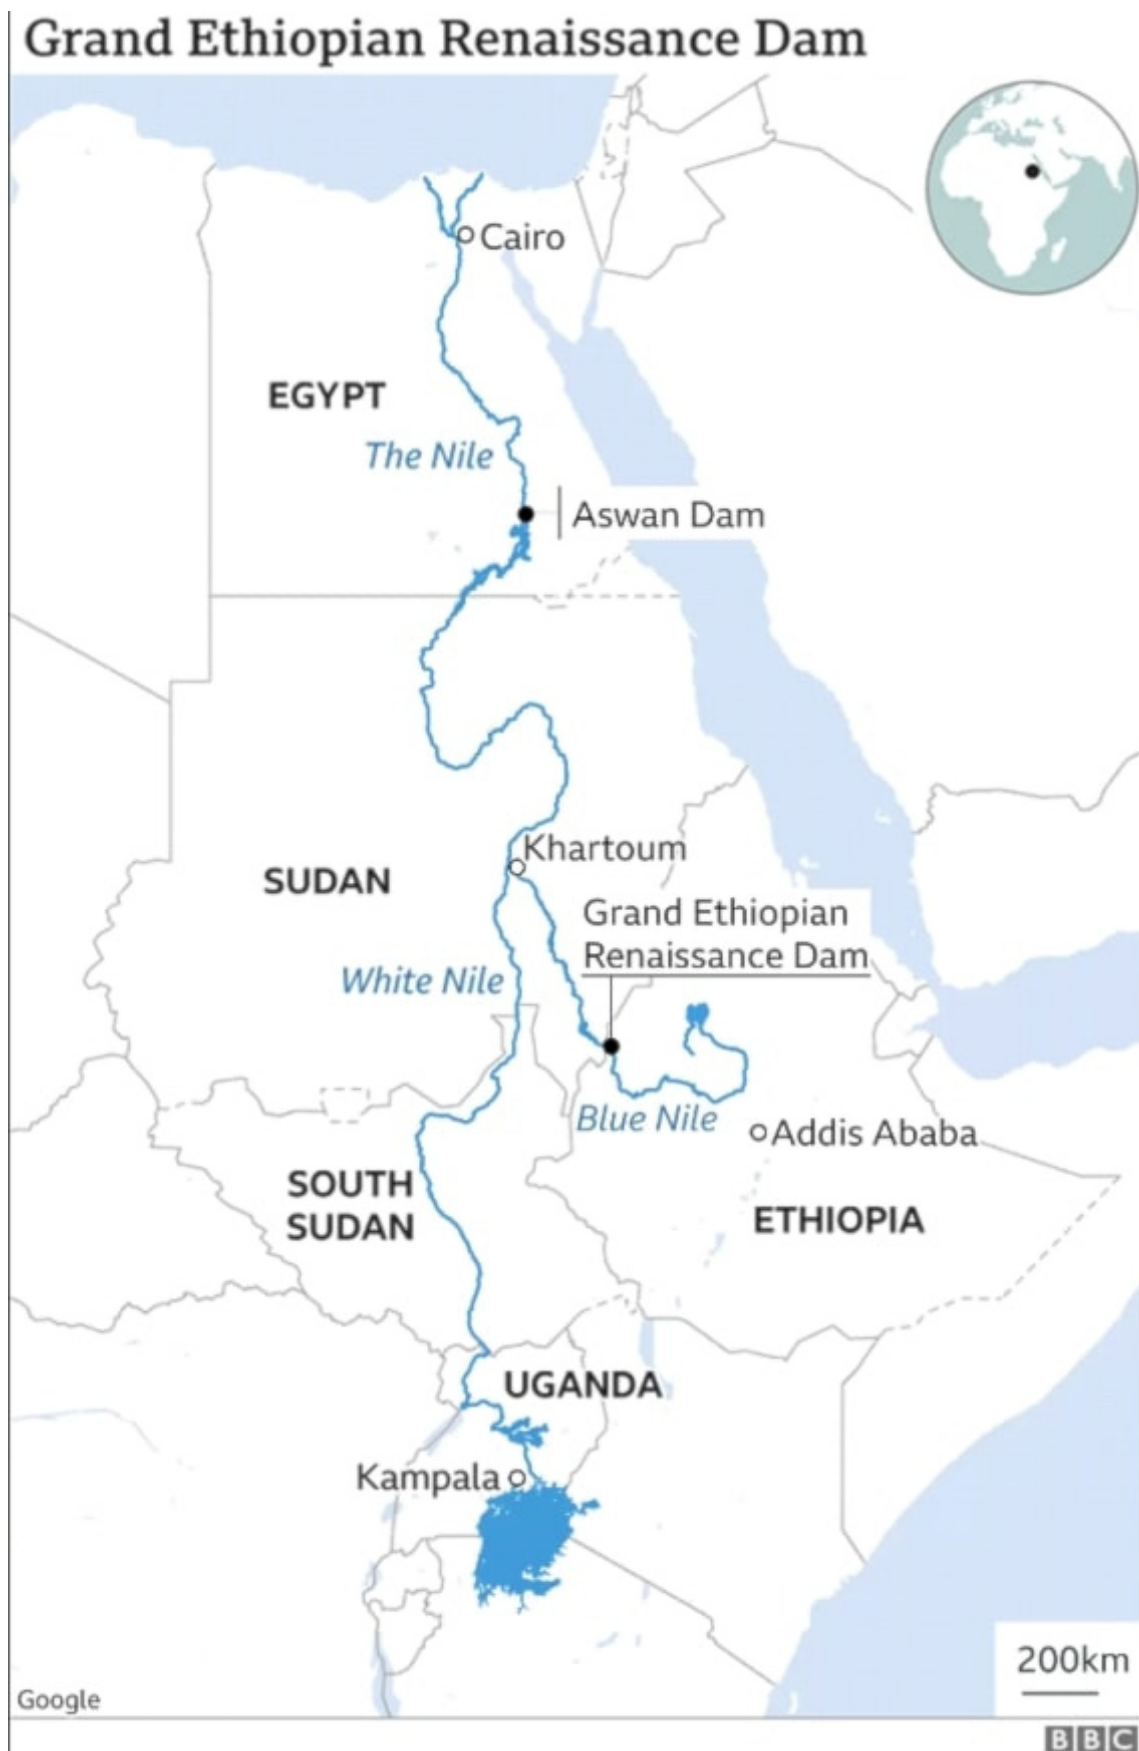 Grand Ethiopian Renaissance Dam
Cairo
EGYPT
The Nile
Aswan Dam
Khartoum
SUDAN
Grand Ethiopian
Renaissance Dam
White Nile
Blue Nile
Addis Ababa
SOUTH
SUDAN
ETHIOPIA
UGANDA
Kampala
200km
Google
BBC